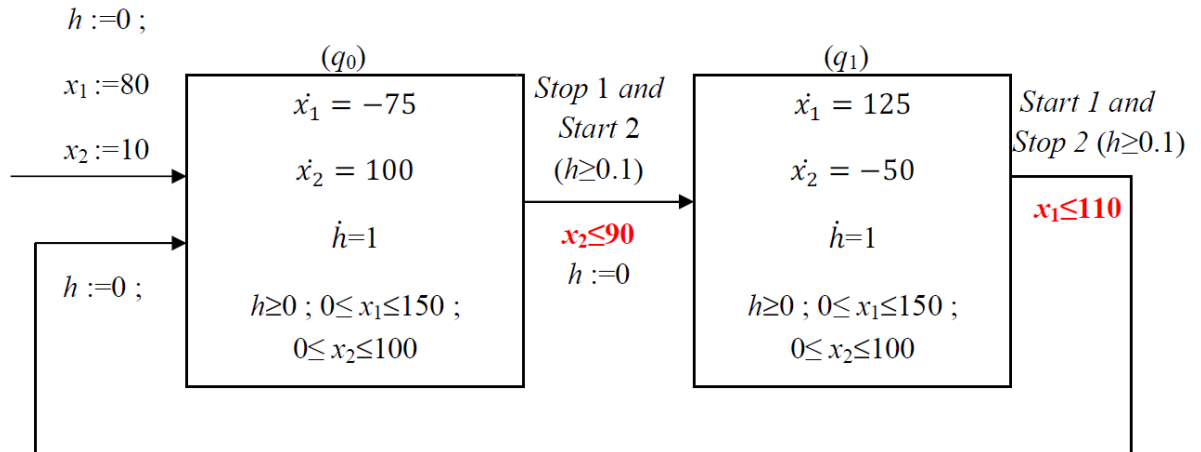 h :=0 ;
x₁ :=80
x₂ :=10
h :=0 ;
(q₀)
ẋ₁ = −75
ẋ₂ = 100
ḣ=1
h≥0 ; 0≤ x₁≤150 ;
0≤ x₂≤100
Stop 1 and
Start 2
(h≥0.1)
x₂≤90
h :=0
(q₁)
ẋ₁ = 125
ẋ₂ = −50
ḣ=1
h≥0 ; 0≤ x₁≤150 ;
0≤ x₂≤100
Start 1 and
Stop 2 (h≥0.1)
x₁≤110